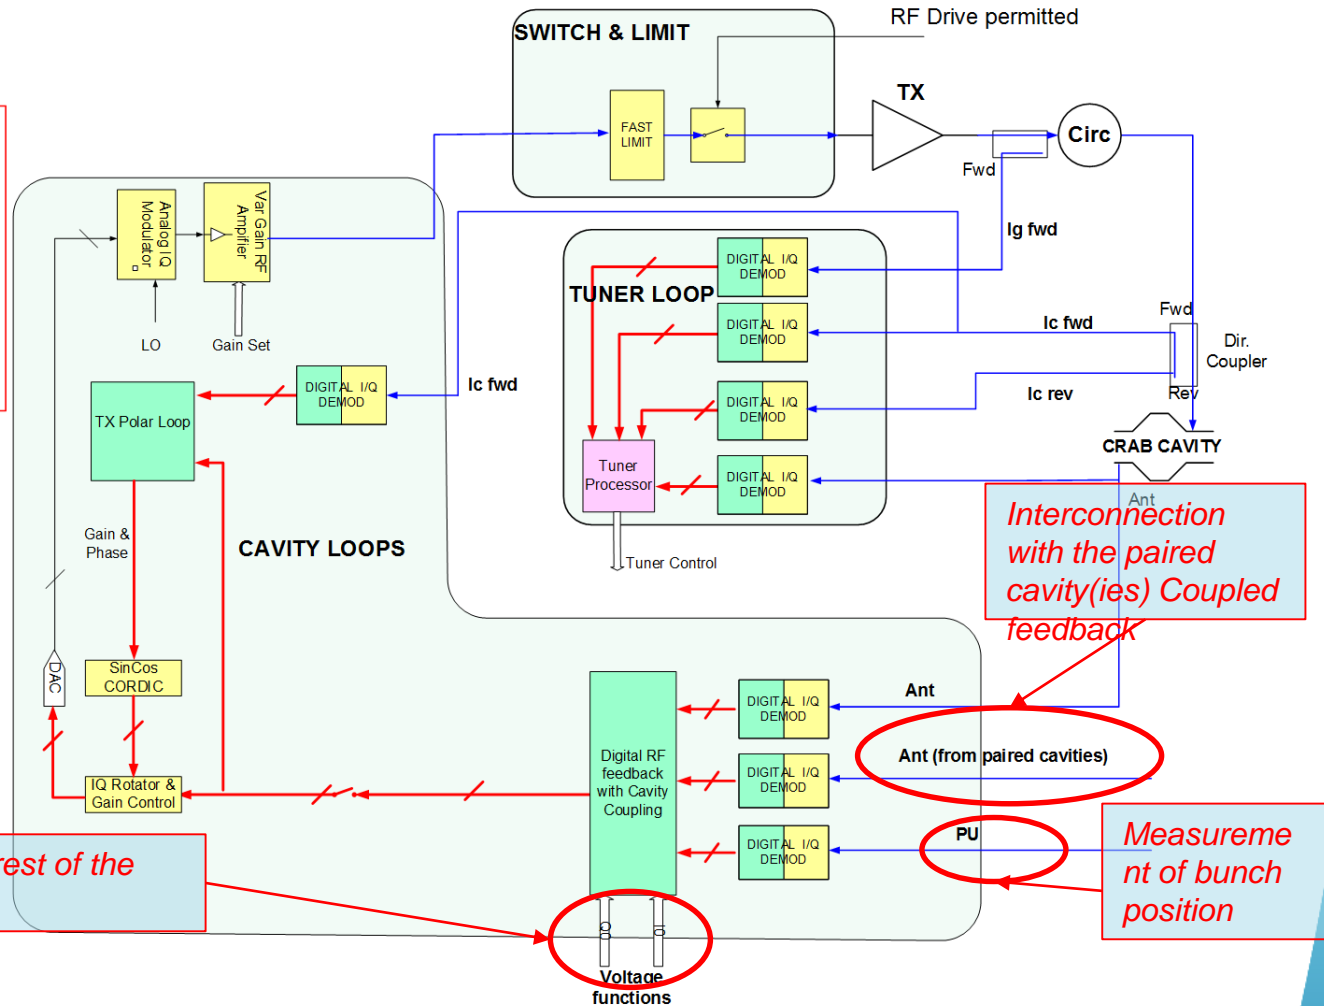 RF Drive permitted
SWITCH & LIMIT
TX
FAST
LIMIT
Circ
Fwd
Analog IQ
Modulator
Var Gain RF
Ampifier
Ig fwd
DIGITAL I/Q
DEMOD
TUNER LOOP
DIGITAL I/Q
DEMOD
Ic fwd
Fwd
Dir.
Coupler
LO
Gain Set
Ic fwd
DIGITAL I/Q
DEMOD
DIGITAL I/Q
DEMOD
Ic rev
Rev
TX Polar Loop
CRAB CAVITY
Tuner
Processor
DIGITAL I/Q
DEMOD
Ant
Interconnection
with the paired
cavity(ies) Coupled
feedback
Gain &
Phase
CAVITY LOOPS
Tuner Control
DAC
SinCos
CORDIC
Ant
DIGITAL I/Q
DEMOD
Digital RF
feedback
with Cavity
Coupling
Ant (from paired cavities)
DIGITAL I/Q
DEMOD
IQ Rotator &
Gain Control
PU
DIGITAL I/Q
DEMOD
Measureme
nt of bunch
position
rest of the
Voltage
functions